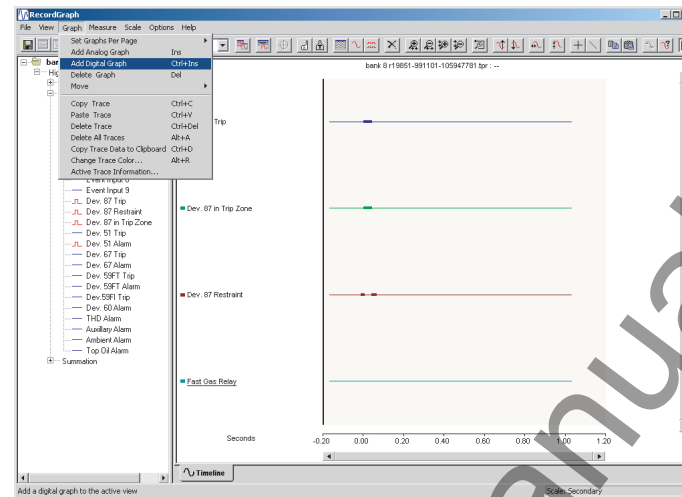 RecordGraph
File View Graph Measure Scale Options Help
Set Graphs Per Page
Add Analog Graph Ins
Add Digital Graph Ctrl+Ins
Delete Graph Del
Move
Copy Trace Ctrl+C
Paste Trace Ctrl+V
Delete Trace Ctrl+Del
Delete All Traces Alt+A
Copy Trace Data to Clipboard Ctrl+D
Change Trace Color... Alt+R
Active Trace Information...
Event Input 9
Dev. 87 Trip
Dev. 87 Restraint
Dev. 87 in Trip Zone
Dev. 51 Trip
Dev. 51 Alarm
Dev. 67 Trip
Dev. 67 Alarm
Dev. 59FT Trip
Dev. 59FT Alarm
Dev.59FI Trip
Dev. 60 Alarm
THD Alarm
Auxillary Alarm
Ambient Alarm
Top Oil Alarm
Summation
bank 8 r19851-991101-105947781.tpr : --
Trip
Dev. 87 in Trip Zone
Dev. 87 Restraint
Fast Gas Relay
Seconds
-0.20 0.00 0.20 0.40 0.60 0.80 1.00 1.20
Timeline
Add a digital graph to the active view
Scale: Secondary